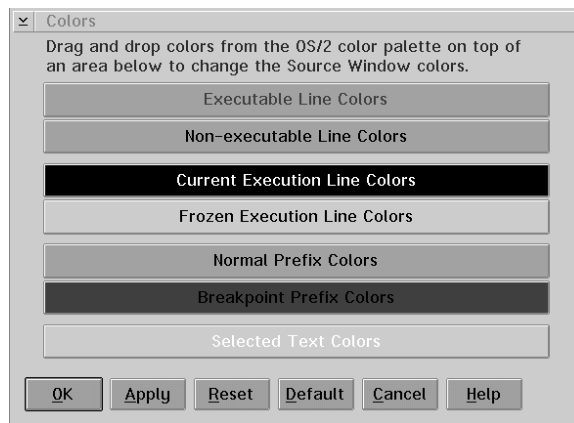 Colors
Drag and drop colors from the OS/2 color palette on top of
an area below to change the Source Window colors.
Executable Line Colors
Non-executable Line Colors
Current Execution Line Colors
Frozen Execution Line Colors
Normal Prefix Colors
Breakpoint Prefix Colors
Selected Text Colors
OK Apply Reset Default Cancel Help